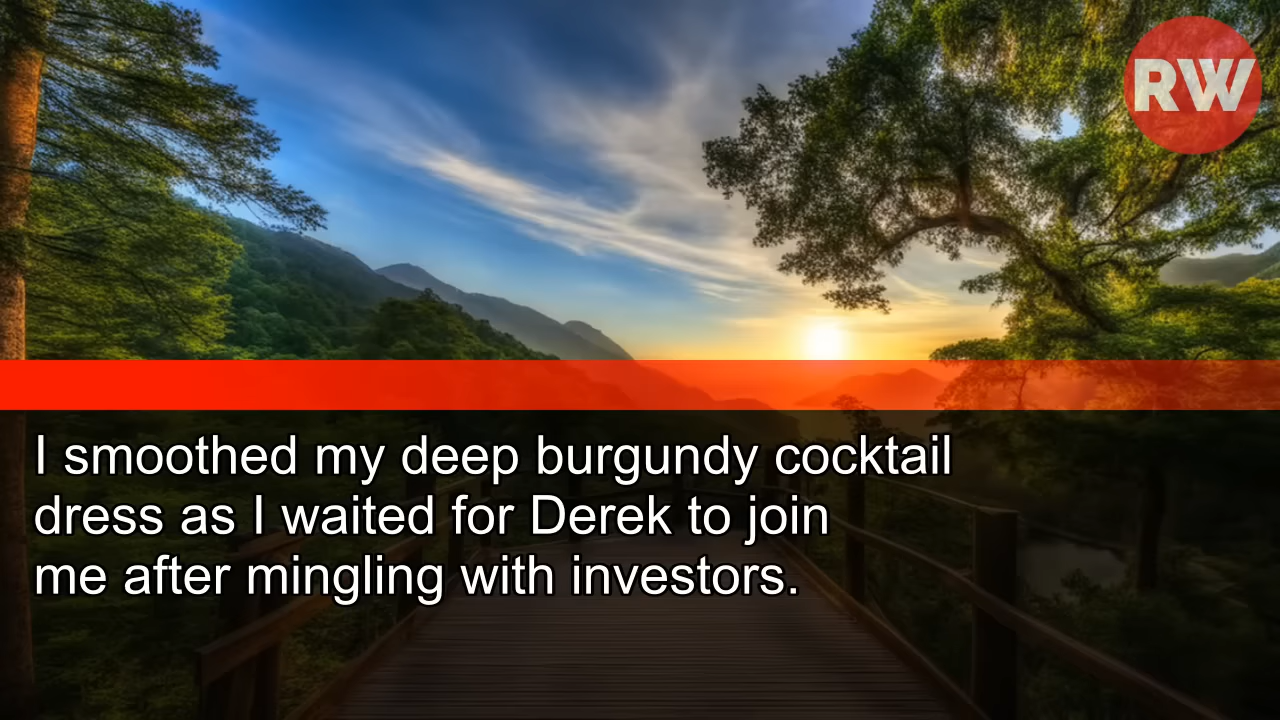 RW
I smoothed my deep burgundy cocktail
dress as I waited for Derek to join
me after mingling with investors.